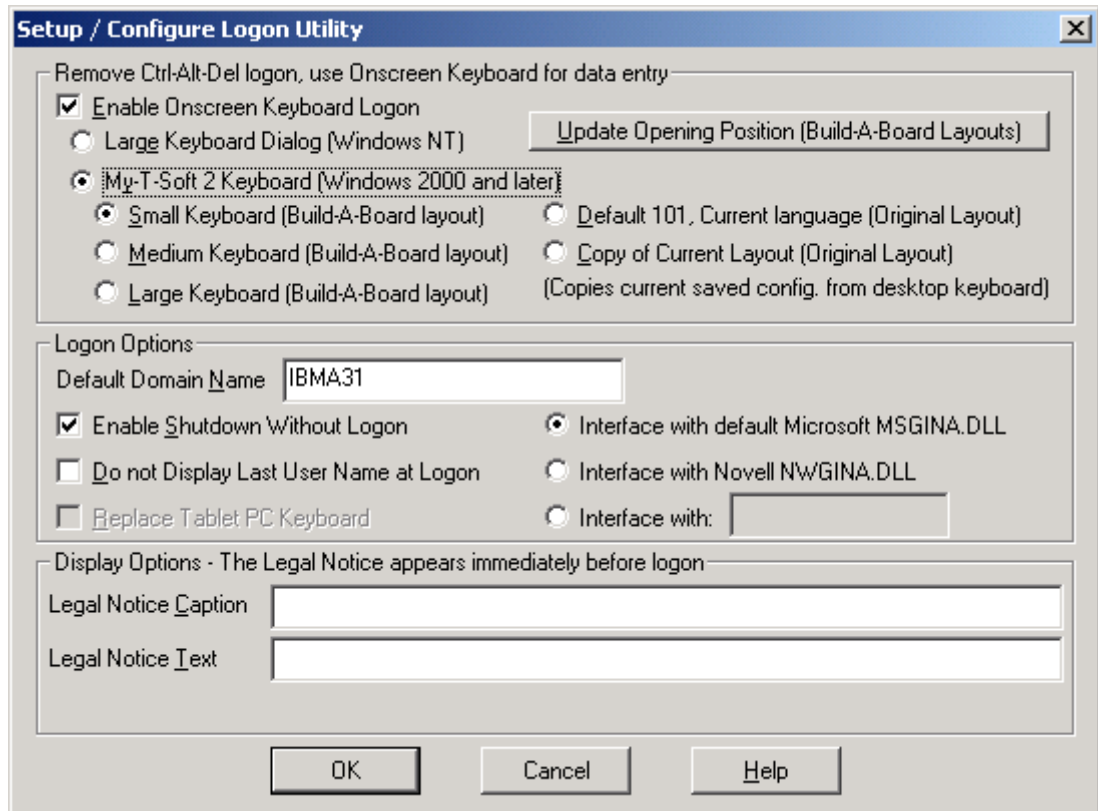 Setup / Configure Logon Utility
Remove Ctrl-Alt-Del logon, use Onscreen Keyboard for data entry
Enable Onscreen Keyboard Logon
Large Keyboard Dialog (Windows NT)
Update Opening Position (Build-A-Board Layouts)
My-T-Soft 2 Keyboard (Windows 2000 and later)
Small Keyboard (Build-A-Board layout)
Default 101, Current language (Original Layout)
Medium Keyboard (Build-A-Board layout)
Copy of Current Layout (Original Layout)
Large Keyboard (Build-A-Board layout)
(Copies current saved config. from desktop keyboard)
Logon Options
Default Domain Name IBMA31
Enable Shutdown Without Logon
Interface with default Microsoft MSGINA.DLL
Do not Display Last User Name at Logon
Interface with Novell NWGINA.DLL
Replace Tablet PC Keyboard
Interface with:
Display Options - The Legal Notice appears immediately before logon
Legal Notice Caption
Legal Notice Text
OK Cancel Help